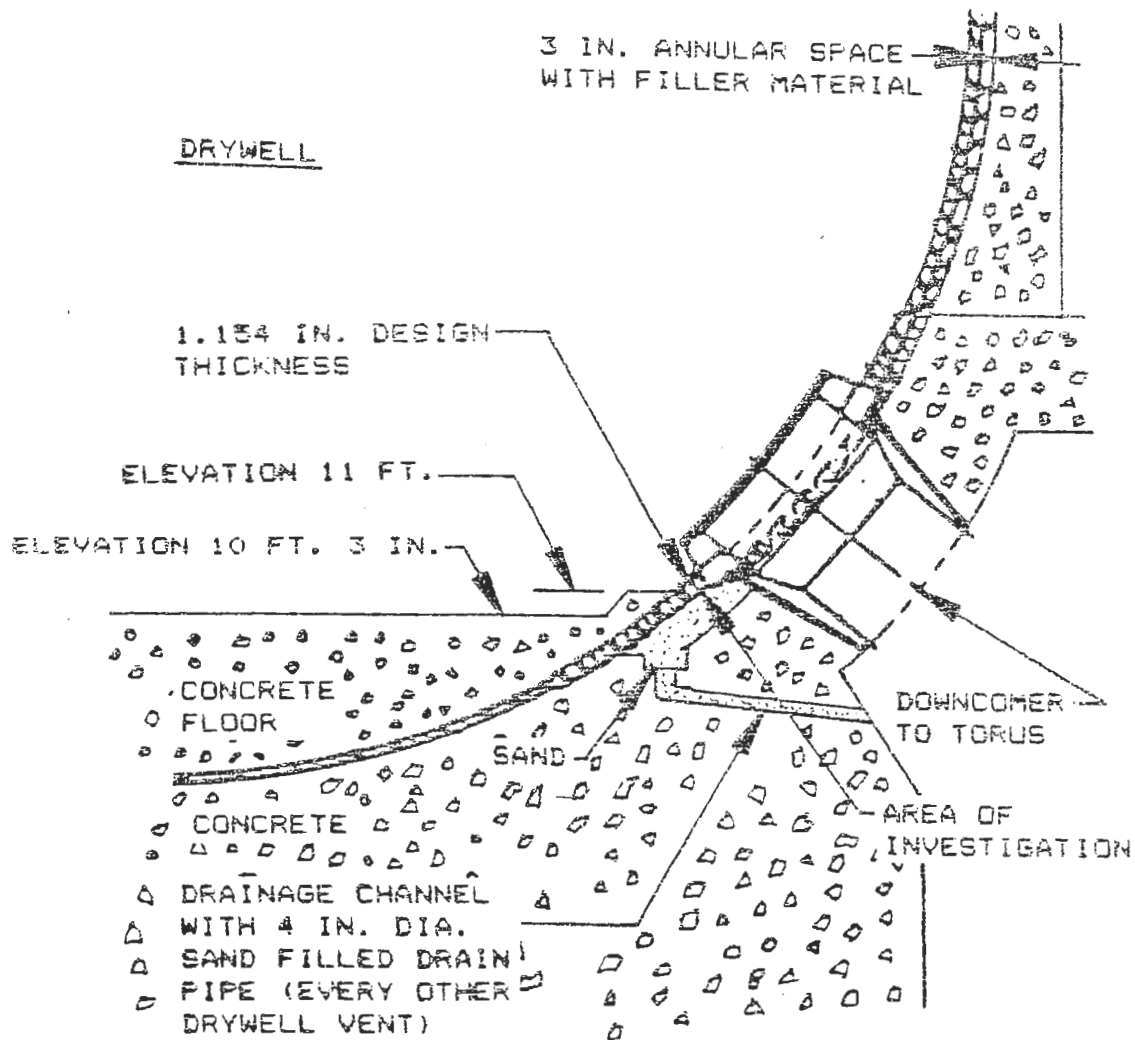 3 IN. ANNULAR SPACE
WITH FILLER MATERIAL
DRYWELL
1.154 IN. DESIGN
THICKNESS
ELEVATION 11 FT.
ELEVATION 10 FT. 3 IN.
CONCRETE
FLOOR
SAND
DOWNCOMER
TO TORUS
AREA OF
INVESTIGATION
CONCRETE
DRAINAGE CHANNEL
WITH 4 IN. DIA.
SAND FILLED DRAIN
PIPE (EVERY OTHER
DRYWELL VENT)